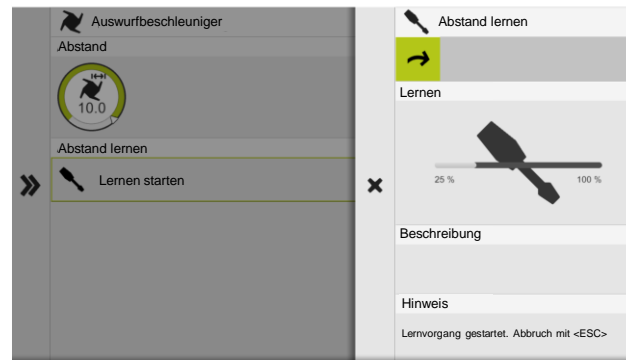 Auswurfbeschleuniger
Abstand
10.0
Abstand lernen
Lernen starten
Abstand lernen
Lernen
25 %
100 %
Beschreibung
Hinweis
Lernvorgang gestartet. Abbruch mit <ESC>